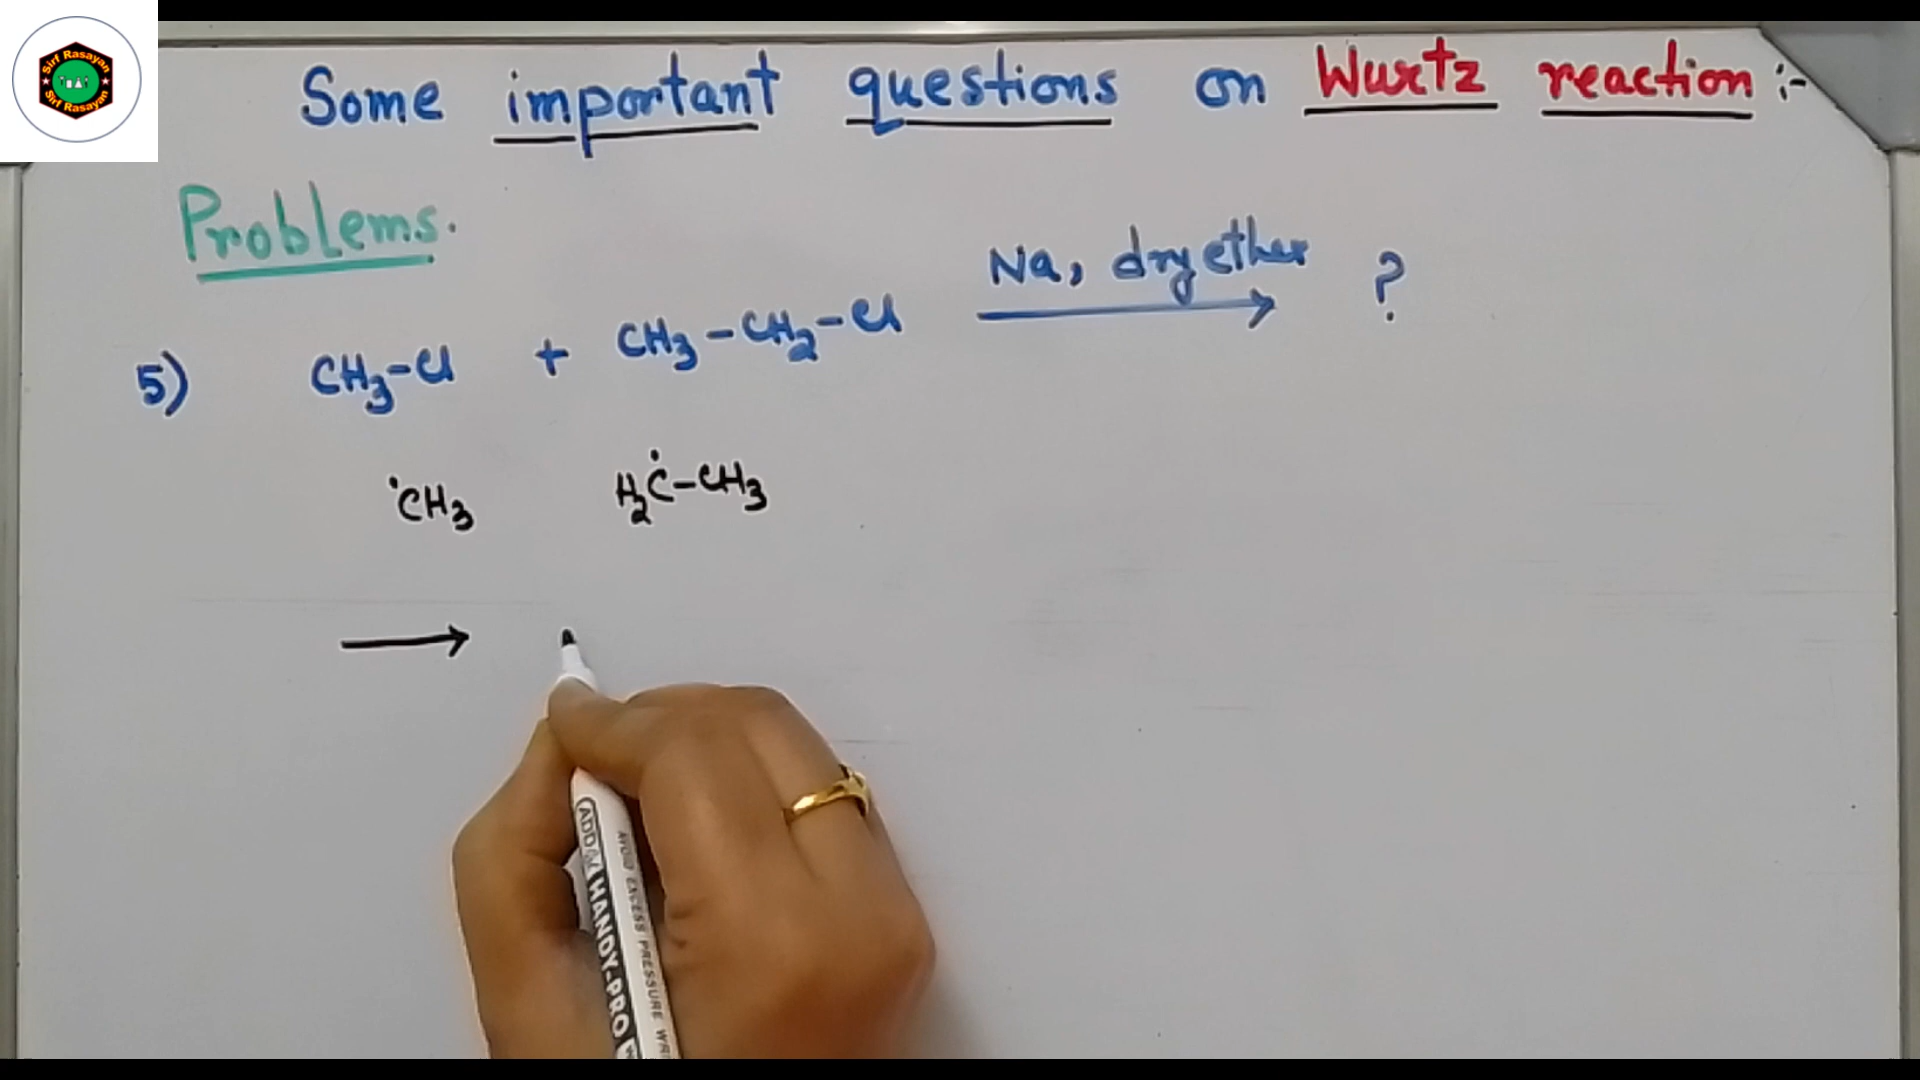 Sirf Rasayan
Sirf Rasayan
Some important questions on Wurtz reaction :-
Problems.
Na, dry ether
5) CH3-Cl + CH3-CH2-Cl ⟶ ?
•CH3 H2Ċ-CH3
⟶
ADD
HANDY-PRO
AVOID EXCESS PRESSURE